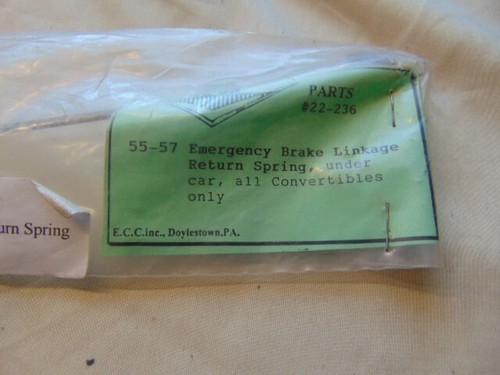 PARTS
#22-236
55-57 Emergency Brake Linkage
Return Spring, under
car, all Convertibles
only
urn Spring
E.C.C.inc., Doylestown,PA.